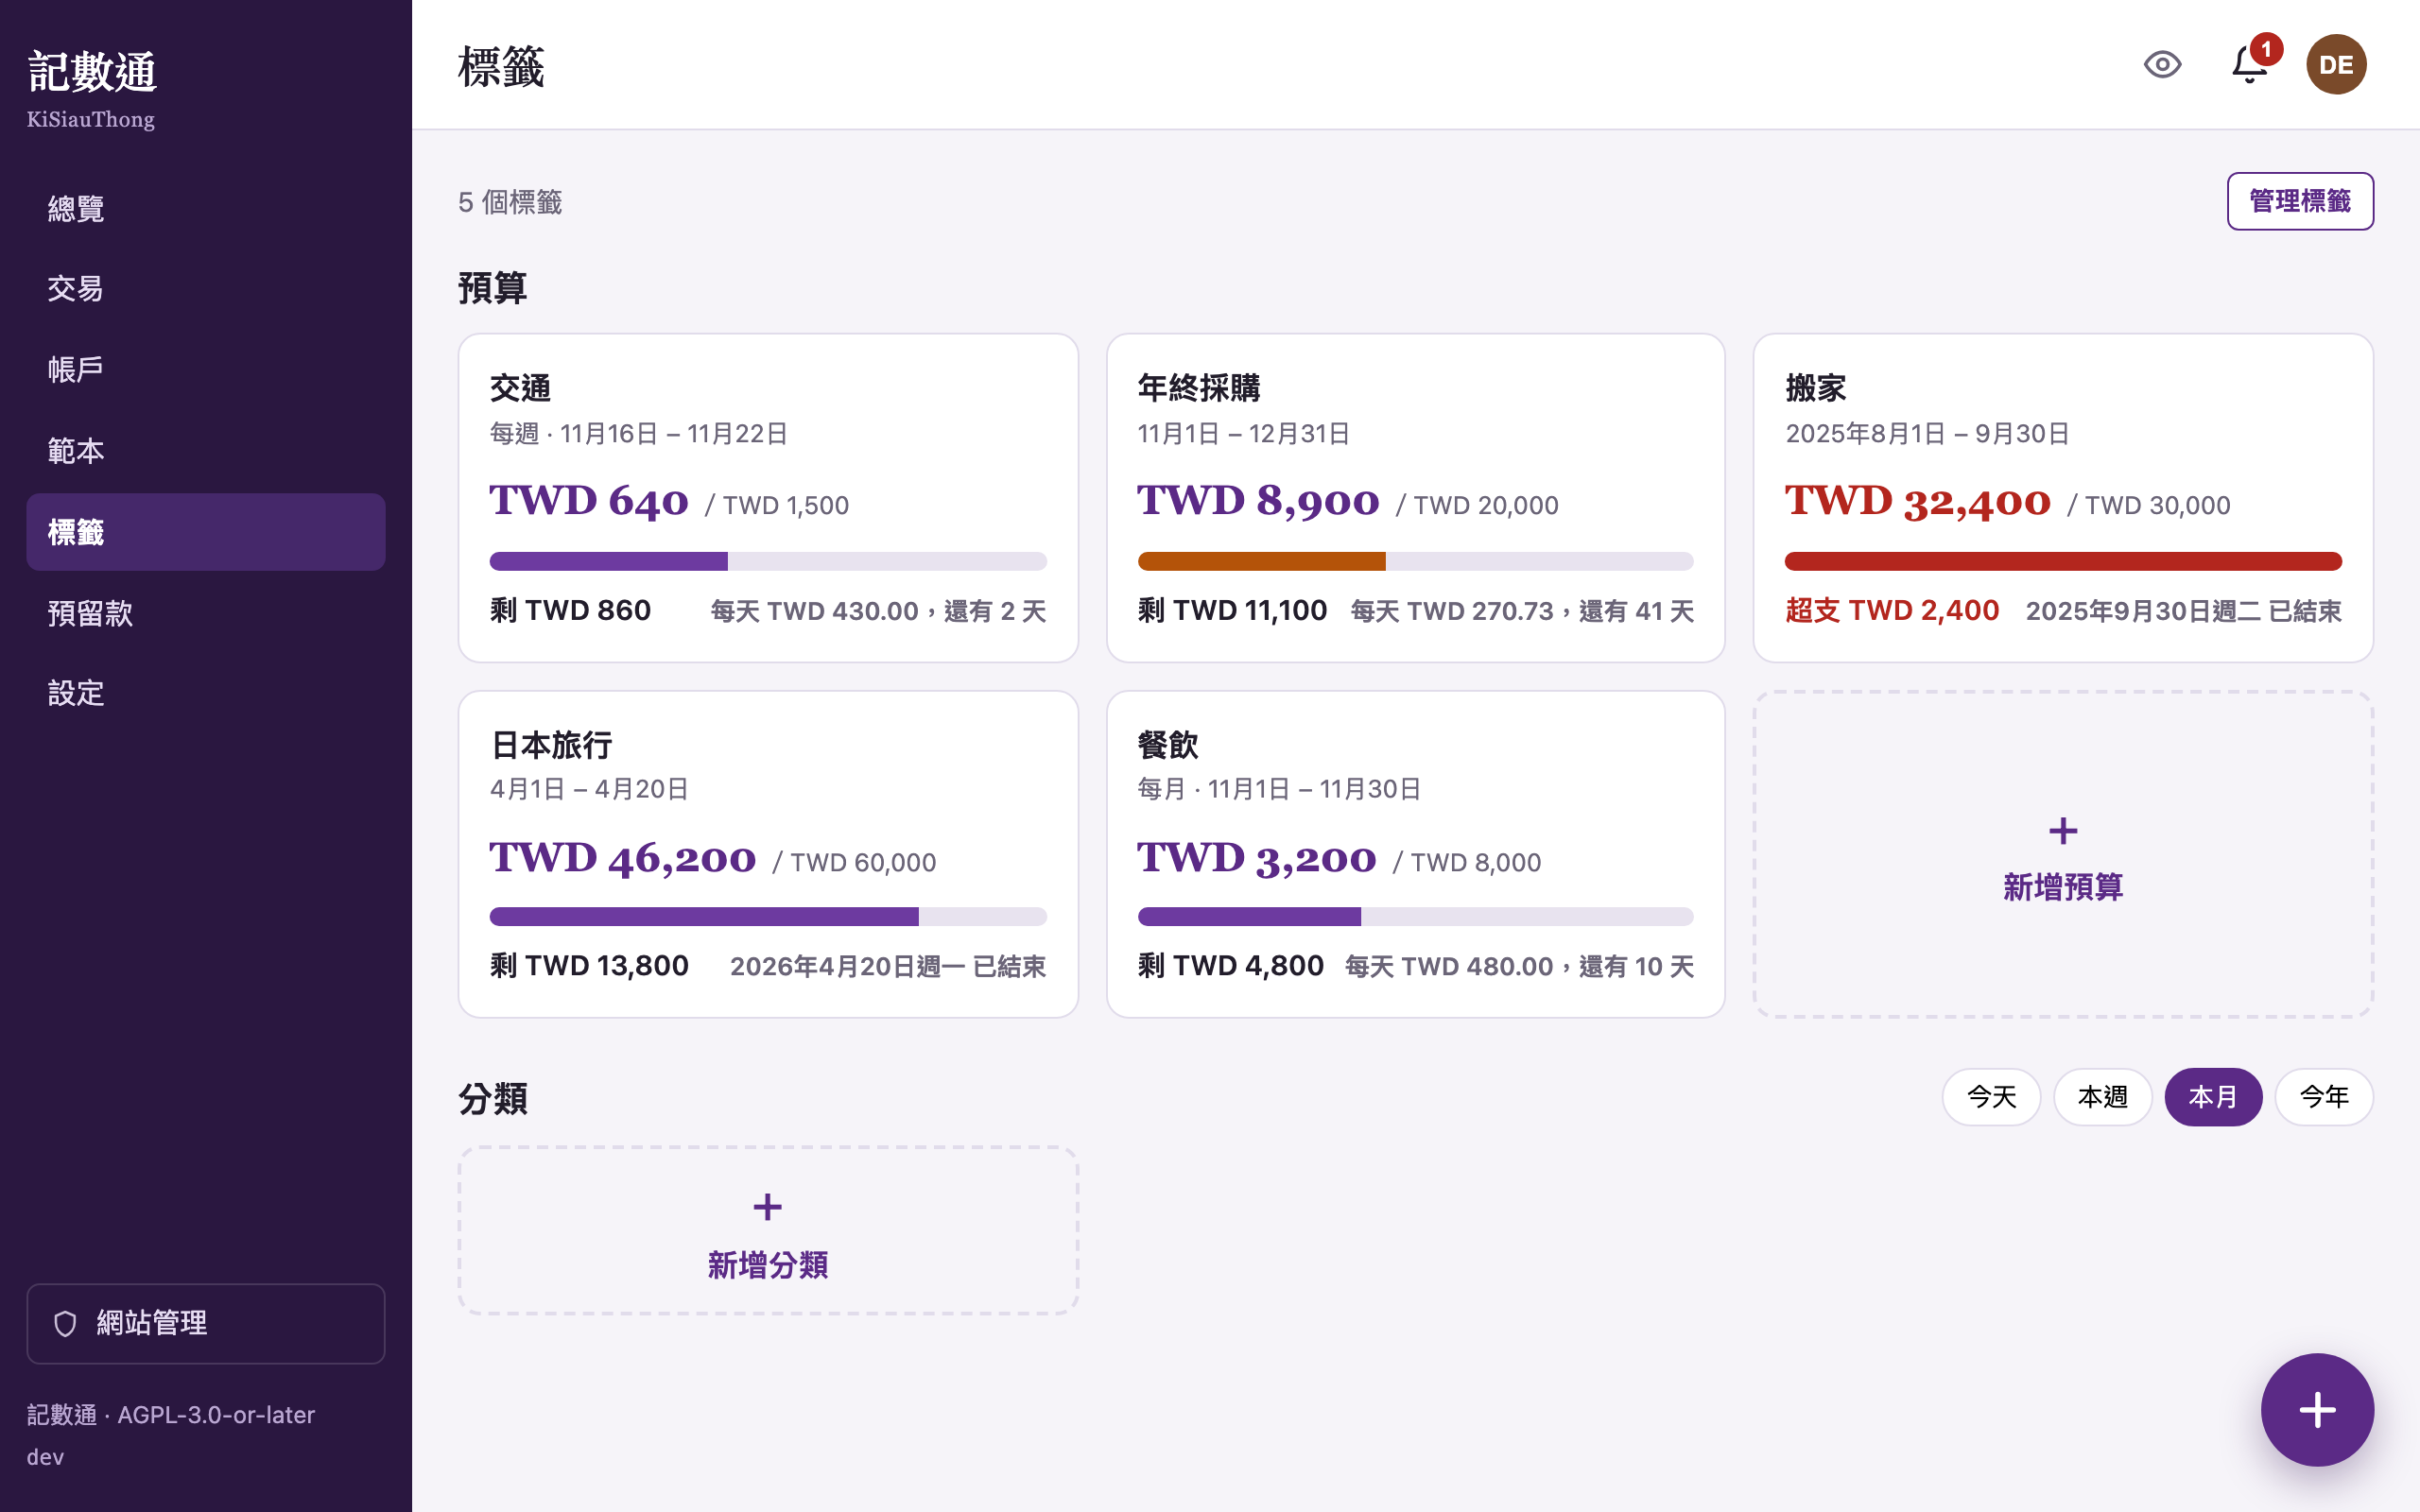 記數通
KiSiauThong
總覽
交易
帳戶
範本
標籤
預留款
設定
網站管理
記數通 · AGPL-3.0-or-later
dev
標籤
1
DE
5 個標籤
管理標籤
預算
交通
每週 · 11月16日 – 11月22日
TWD 640 / TWD 1,500
剩 TWD 860 每天 TWD 430.00，還有 2 天
年終採購
11月1日 – 12月31日
TWD 8,900 / TWD 20,000
剩 TWD 11,100 每天 TWD 270.73，還有 41 天
搬家
2025年8月1日 – 9月30日
TWD 32,400 / TWD 30,000
超支 TWD 2,400 2025年9月30日週二 已結束
日本旅行
4月1日 – 4月20日
TWD 46,200 / TWD 60,000
剩 TWD 13,800 2026年4月20日週一 已結束
餐飲
每月 · 11月1日 – 11月30日
TWD 3,200 / TWD 8,000
剩 TWD 4,800 每天 TWD 480.00，還有 10 天
+
新增預算
分類
今天 本週 本月 今年
+
新增分類
+